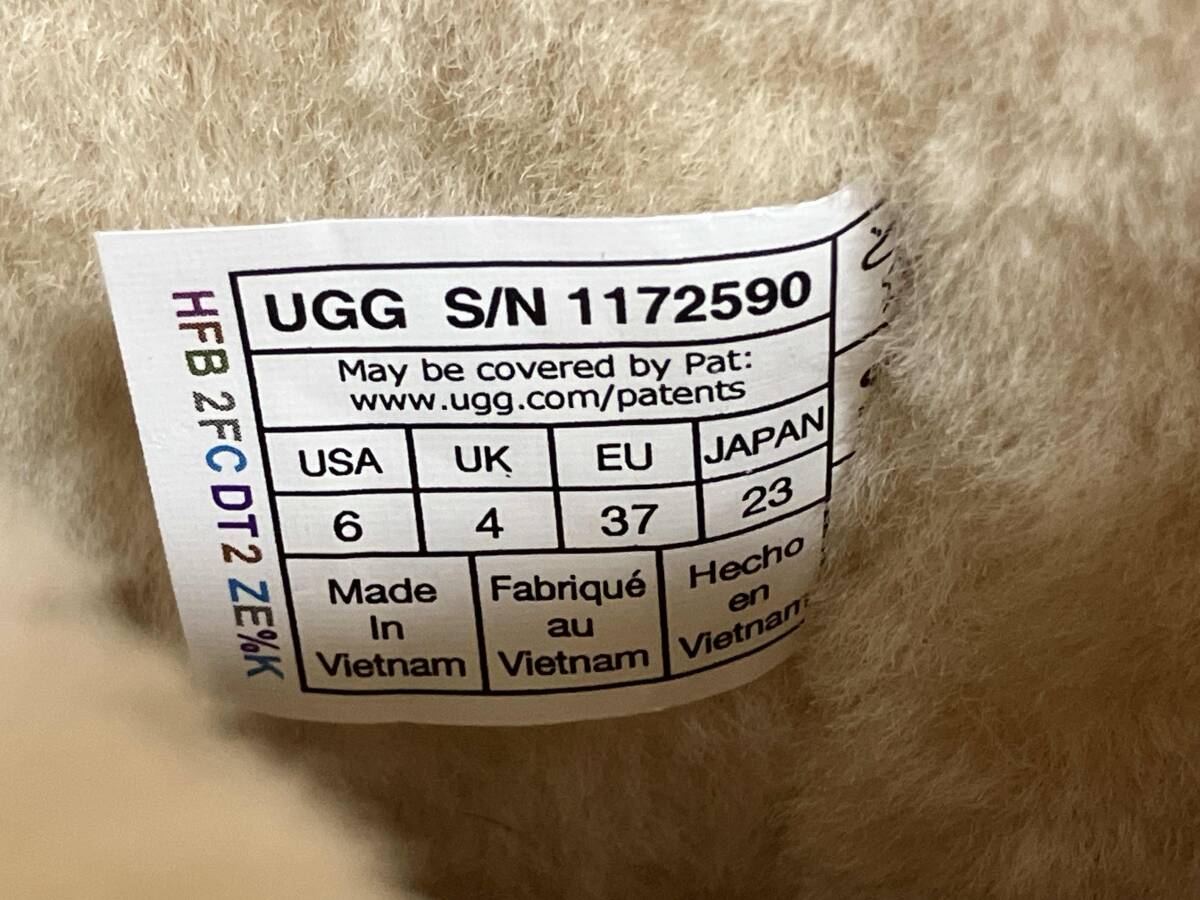 UGG S/N 1172590
May be covered by Pat:
www.ugg.com/patents
USA UK EU JAPAN
6 4 37 23
Made
In
Vietnam
Fabriqué
au
Vietnam
Hecho
en
Vietnam
HFB 2FC DT2 ZE%K